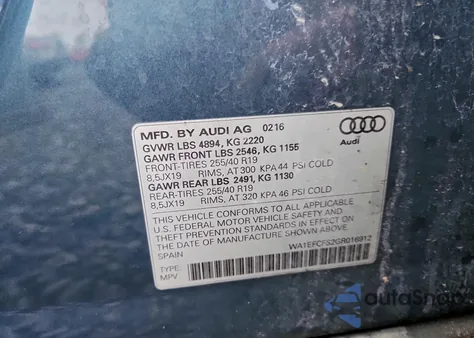 MFD. BY AUDI AG 0216
GVWR LBS 4894, KG 2220
GAWR FRONT LBS 2546, KG 1155
FRONT-TIRES 255/40 R19
8,5JX19 RIMS, AT 300 KPA 44 PSI COLD
GAWR REAR LBS 2491, KG 1130
REAR-TIRES 255/40 R19
8,5JX19 RIMS, AT 320 KPA 46 PSI COLD
THIS VEHICLE CONFORMS TO ALL APPLICABLE
U.S. FEDERAL MOTOR VEHICLE SAFETY AND
THEFT PREVENTION STANDARDS IN EFFECT ON
THE DATE OF MANUFACTURE SHOWN ABOVE.
SPAIN WA1EFCFS2GR016912
TYPE:
MPV
Audi
autoSnap